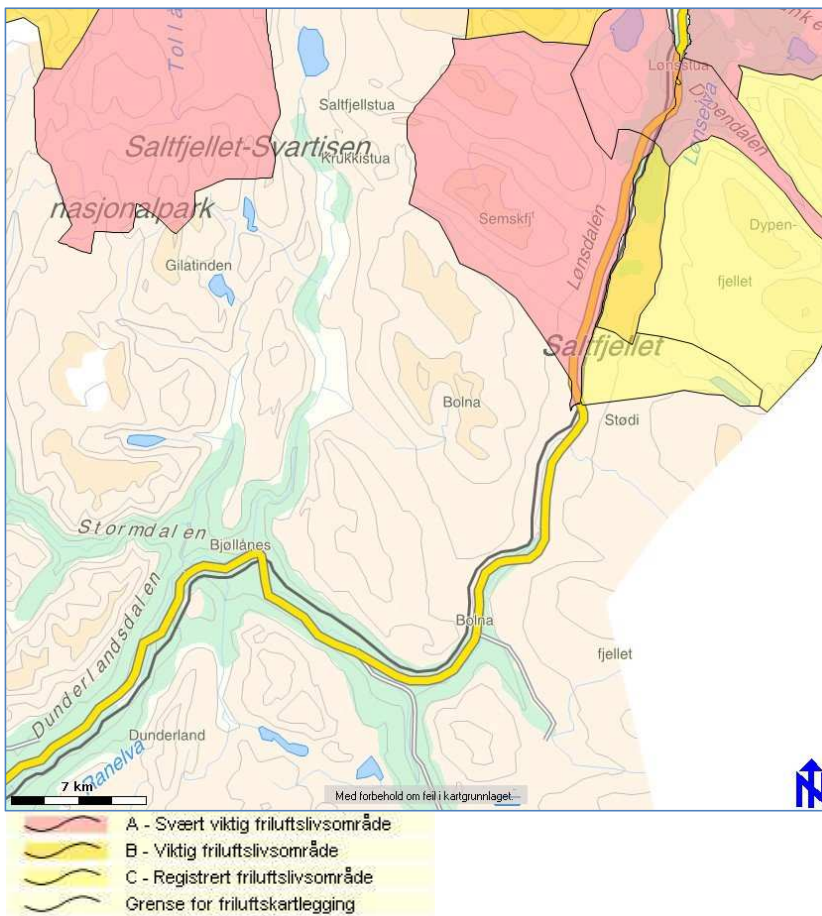 Tollå
Lønsstua
Saltfjellstua
Dypendalen
Lønselva
Saltfjellet-Svartisen
Krukkistua
nasjonalpark
Semskfj
Lønsdalen
Dypen-
Gilatinden
fjellet
Saltfjellet
Bolna
Stødi
Stormdalen
Bjøllånes
Dunderlandsdalen
Bolna
fjellet
Dunderland
Ranelva
7 km
Med forbehold om feil i kartgrunnlaget.
N
A - Svært viktig friluftslivsområde
B - Viktig friluftslivsområde
C - Registrert friluftslivsområde
Grense for friluftskartlegging